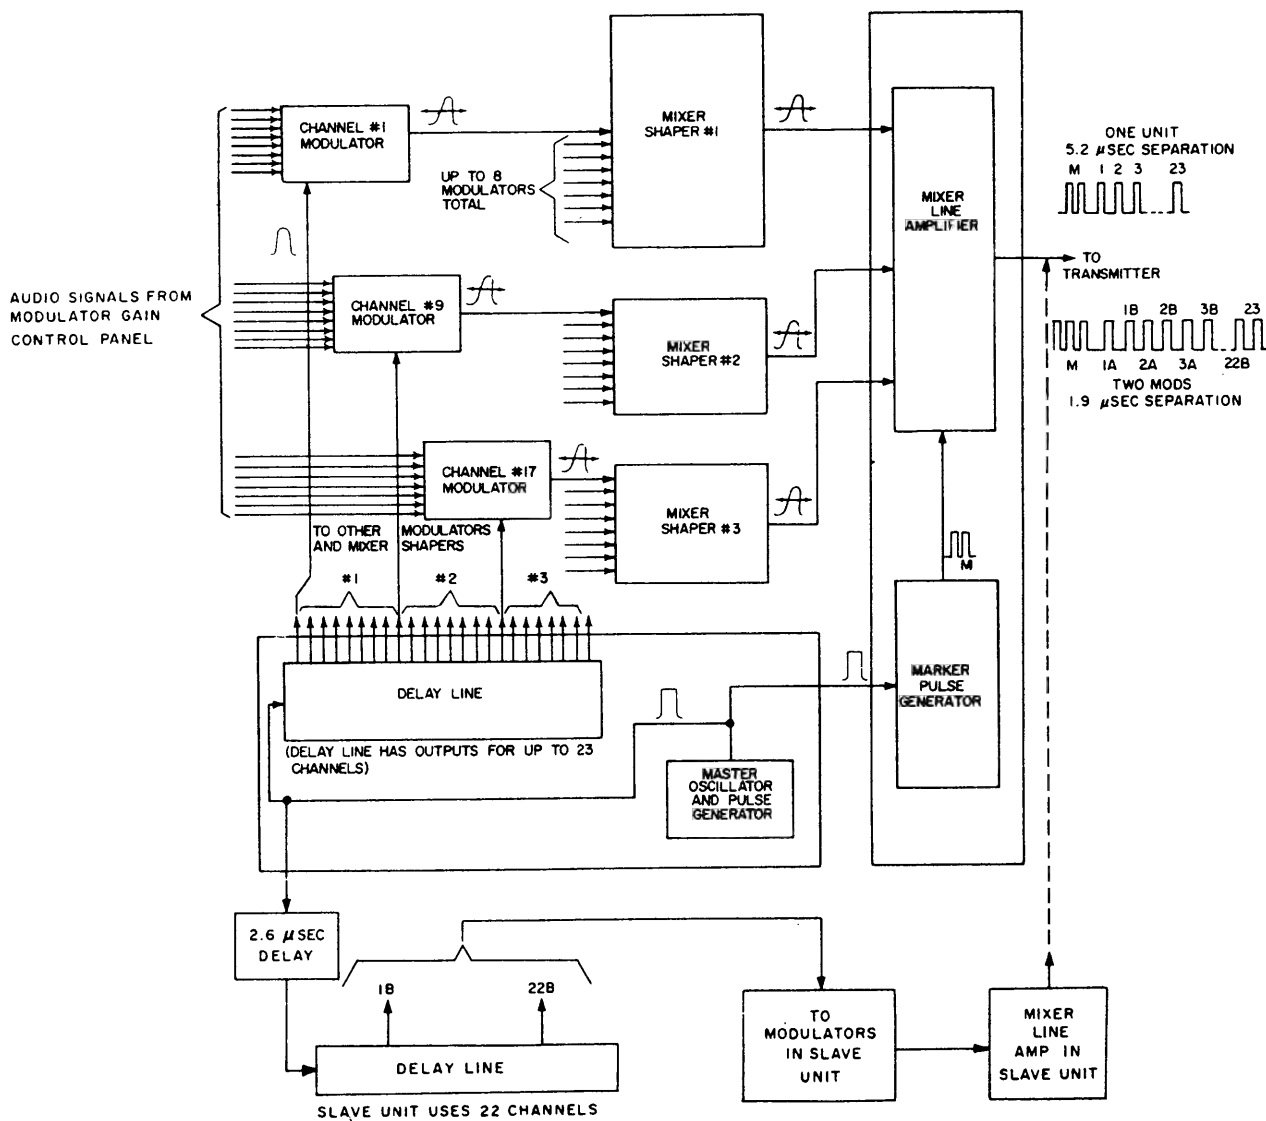 CHANNEL #1
MODULATOR
MIXER
SHAPER #1
UP TO 8
MODULATORS
TOTAL
MIXER
LINE
AMPLIFIER
ONE UNIT
5.2 µSEC SEPARATION
M 1 2 3 23
TO
TRANSMITTER
AUDIO SIGNALS FROM
MODULATOR GAIN
CONTROL PANEL
CHANNEL #9
MODULATOR
MIXER
SHAPER #2
1B 2B 3B 23
M 1A 2A 3A 22B
TWO MODS
1.9 µSEC SEPARATION
CHANNEL #17
MODULATOR
MIXER
SHAPER #3
TO OTHER MODULATORS
AND MIXER SHAPERS
#1 #2 #3
M
DELAY LINE
(DELAY LINE HAS OUTPUTS FOR UP TO 23
CHANNELS)
MASTER
OSCILLATOR
AND PULSE
GENERATOR
MARKER
PULSE
GENERATOR
2.6 µSEC
DELAY
1B 22B
DELAY LINE
SLAVE UNIT USES 22 CHANNELS
TO
MODULATORS
IN SLAVE
UNIT
MIXER
LINE
AMP IN
SLAVE UNIT